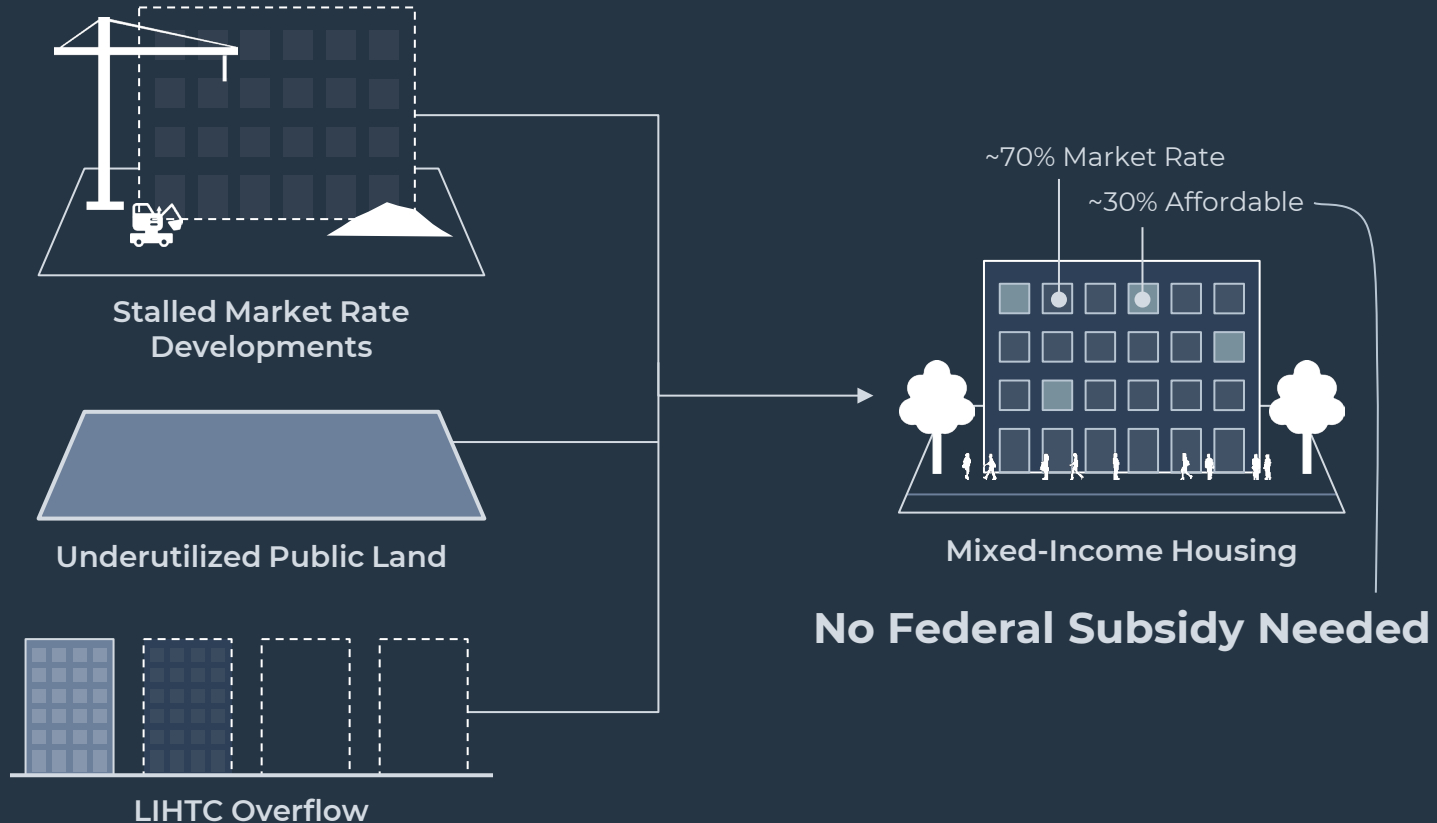 Stalled Market Rate
Developments
Underutilized Public Land
LIHTC Overflow
~70% Market Rate
~30% Affordable
Mixed-Income Housing
No Federal Subsidy Needed